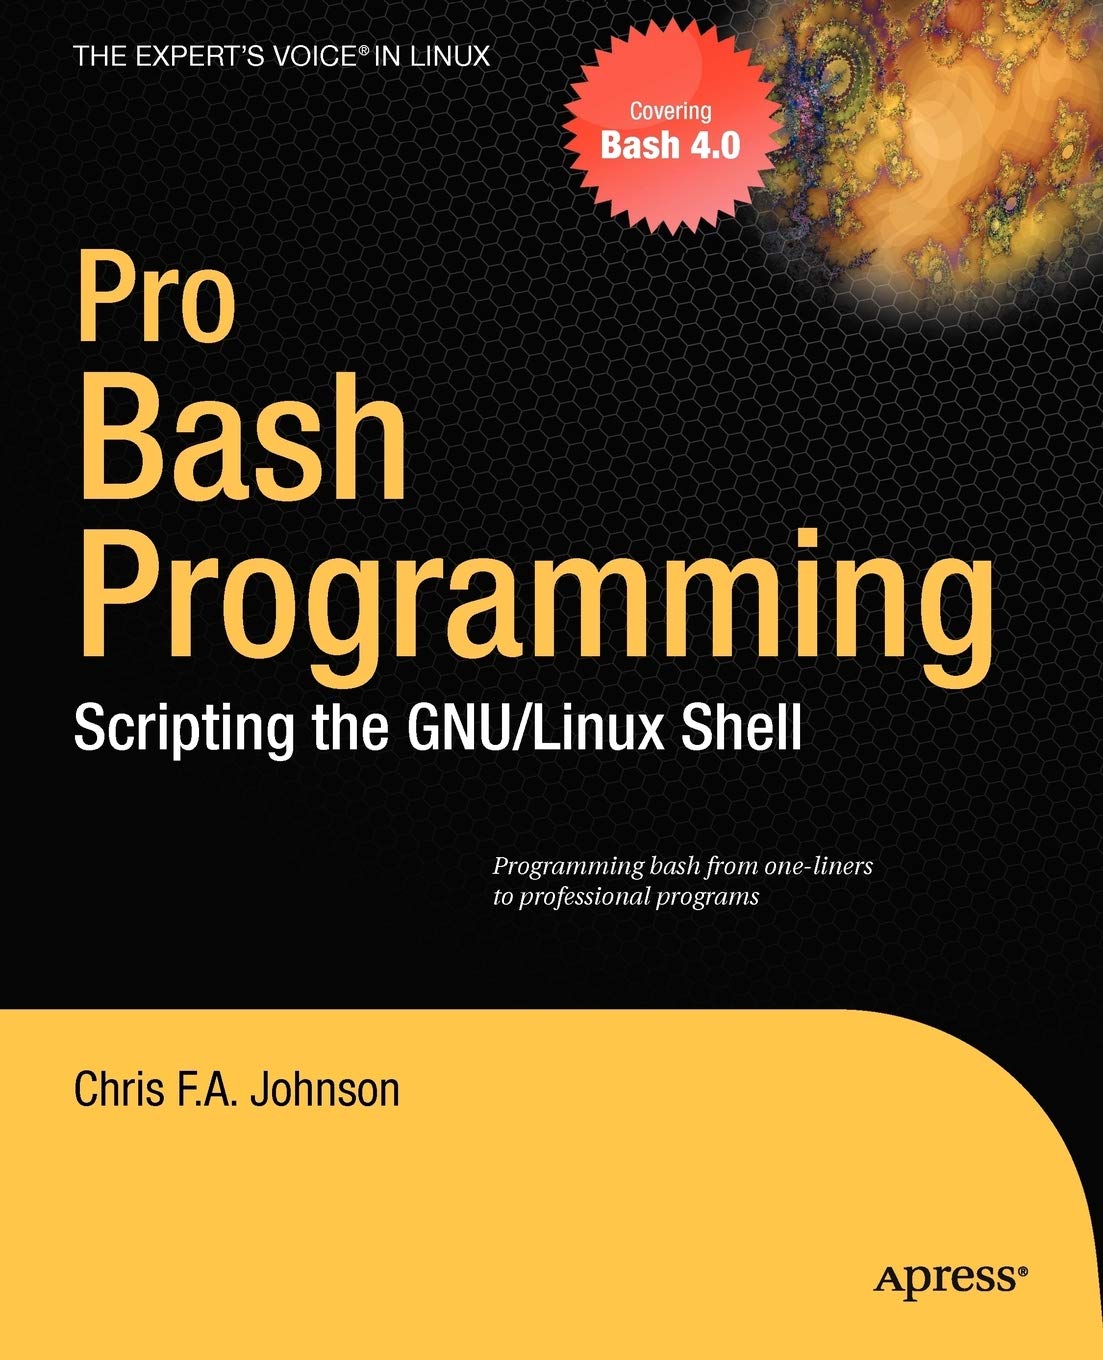 THE EXPERT'S VOICE® IN LINUX
Covering
Bash 4.0
Pro
Bash
Programming
Scripting the GNU/Linux Shell
Programming bash from one-liners
to professional programs
Chris F.A. Johnson
Apress®